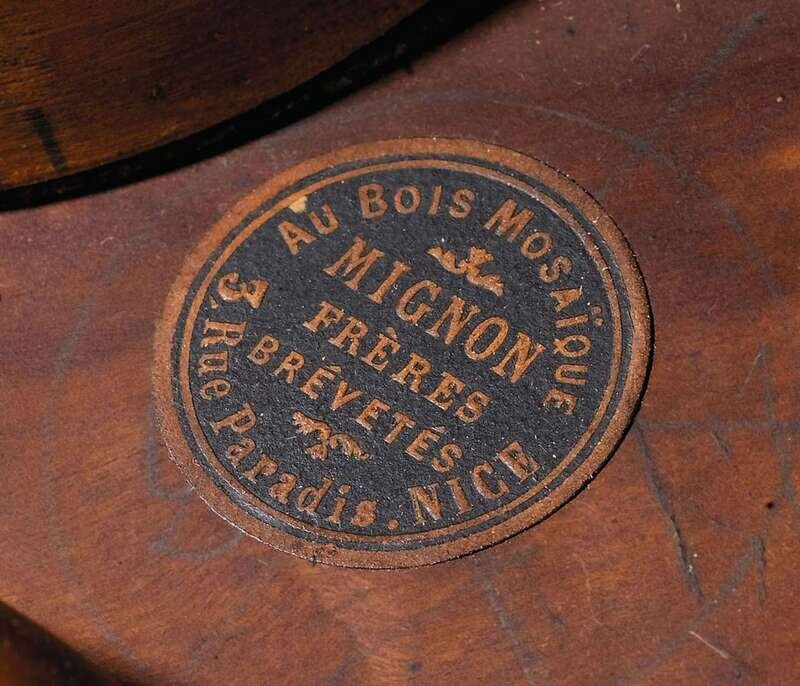 AU BOIS MOSAÏQUE
MIGNON
FRÈRES
BRÉVETÉS
3, Rue Paradis. NICE